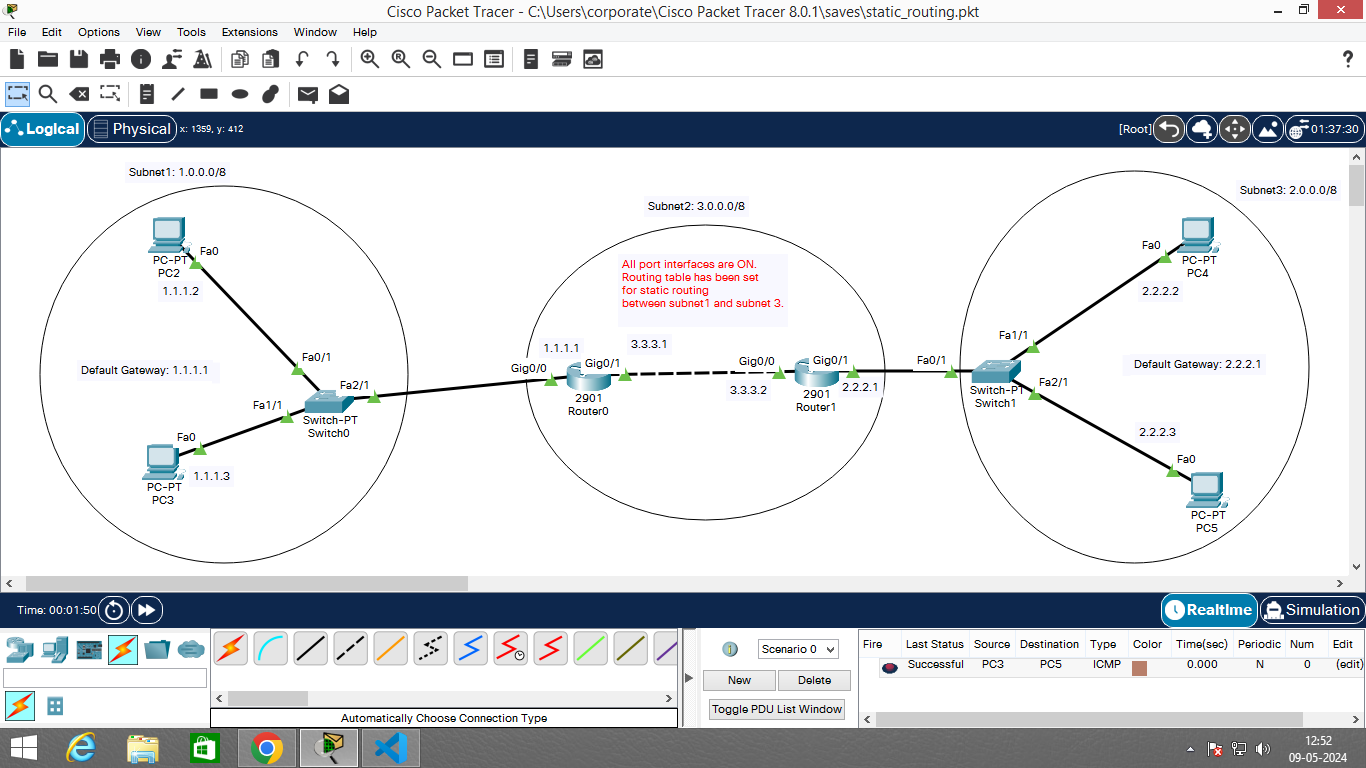 Cisco Packet Tracer - C:\Users\corporate\Cisco Packet Tracer 8.0.1\saves\static_routing.pkt
File Edit Options View Tools Extensions Window Help
Logical Physical x: 1359, y: 412 [Root] 01:37:30
Subnet1: 1.0.0.0/8
Subnet2: 3.0.0.0/8
Subnet3: 2.0.0.0/8
Fa0
PC-PT
PC2
1.1.1.2
Default Gateway: 1.1.1.1
Fa0/1
Fa2/1
Fa1/1
Switch-PT
Switch0
Fa0
PC-PT
PC3
1.1.1.3
All port interfaces are ON.
Routing table has been set
for static routing
between subnet1 and subnet 3.
1.1.1.1
3.3.3.1
Gig0/0
Gig0/1
2901
Router0
Gig0/0
Gig0/1
3.3.3.2
2.2.2.1
2901
Router1
Fa0/1
Fa1/1
Fa2/1
Switch-PT
Switch1
Fa0
PC-PT
PC4
2.2.2.2
Default Gateway: 2.2.2.1
2.2.2.3
Fa0
PC-PT
PC5
Time: 00:01:50 Realtime Simulation
Scenario 0
New Delete
Toggle PDU List Window
Automatically Choose Connection Type
Fire Last Status Source Destination Type Color Time(sec) Periodic Num Edit
Successful PC3 PC5 ICMP 0.000 N 0 (edit)
12:52
09-05-2024